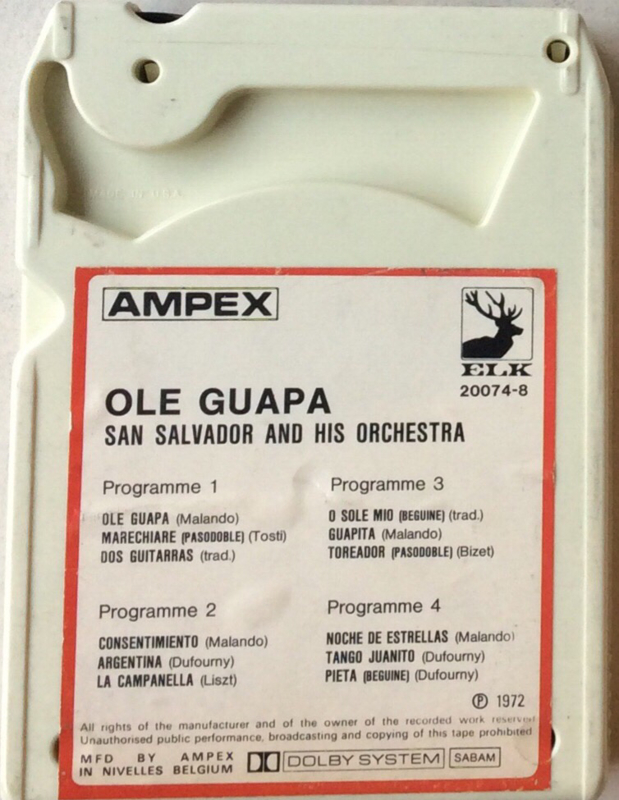 MADE IN U.S.A.
AMPEX
ELK
20074-8
OLE GUAPA
SAN SALVADOR AND HIS ORCHESTRA
Programme 1
OLE GUAPA (Malando)
MARECHIARE (PASODOBLE) (Tosti)
DOS GUITARRAS (trad.)
Programme 2
CONSENTIMIENTO (Malando)
ARGENTINA (Dufourny)
LA CAMPANELLA (Liszt)
Programme 3
O SOLE MIO (BEGUINE) (trad.)
GUAPITA (Malando)
TOREADOR (PASODOBLE) (Bizet)
Programme 4
NOCHE DE ESTRELLAS (Malando)
TANGO JUANITO (Dufourny)
PIETA (BEGUINE) (Dufourny)
℗ 1972
All rights of the manufacturer and of the owner of the recorded work reserved
Unauthorised public performance, broadcasting and copying of this tape prohibited
MFD BY AMPEX
IN NIVELLES BELGIUM
DOLBY SYSTEM
SABAM